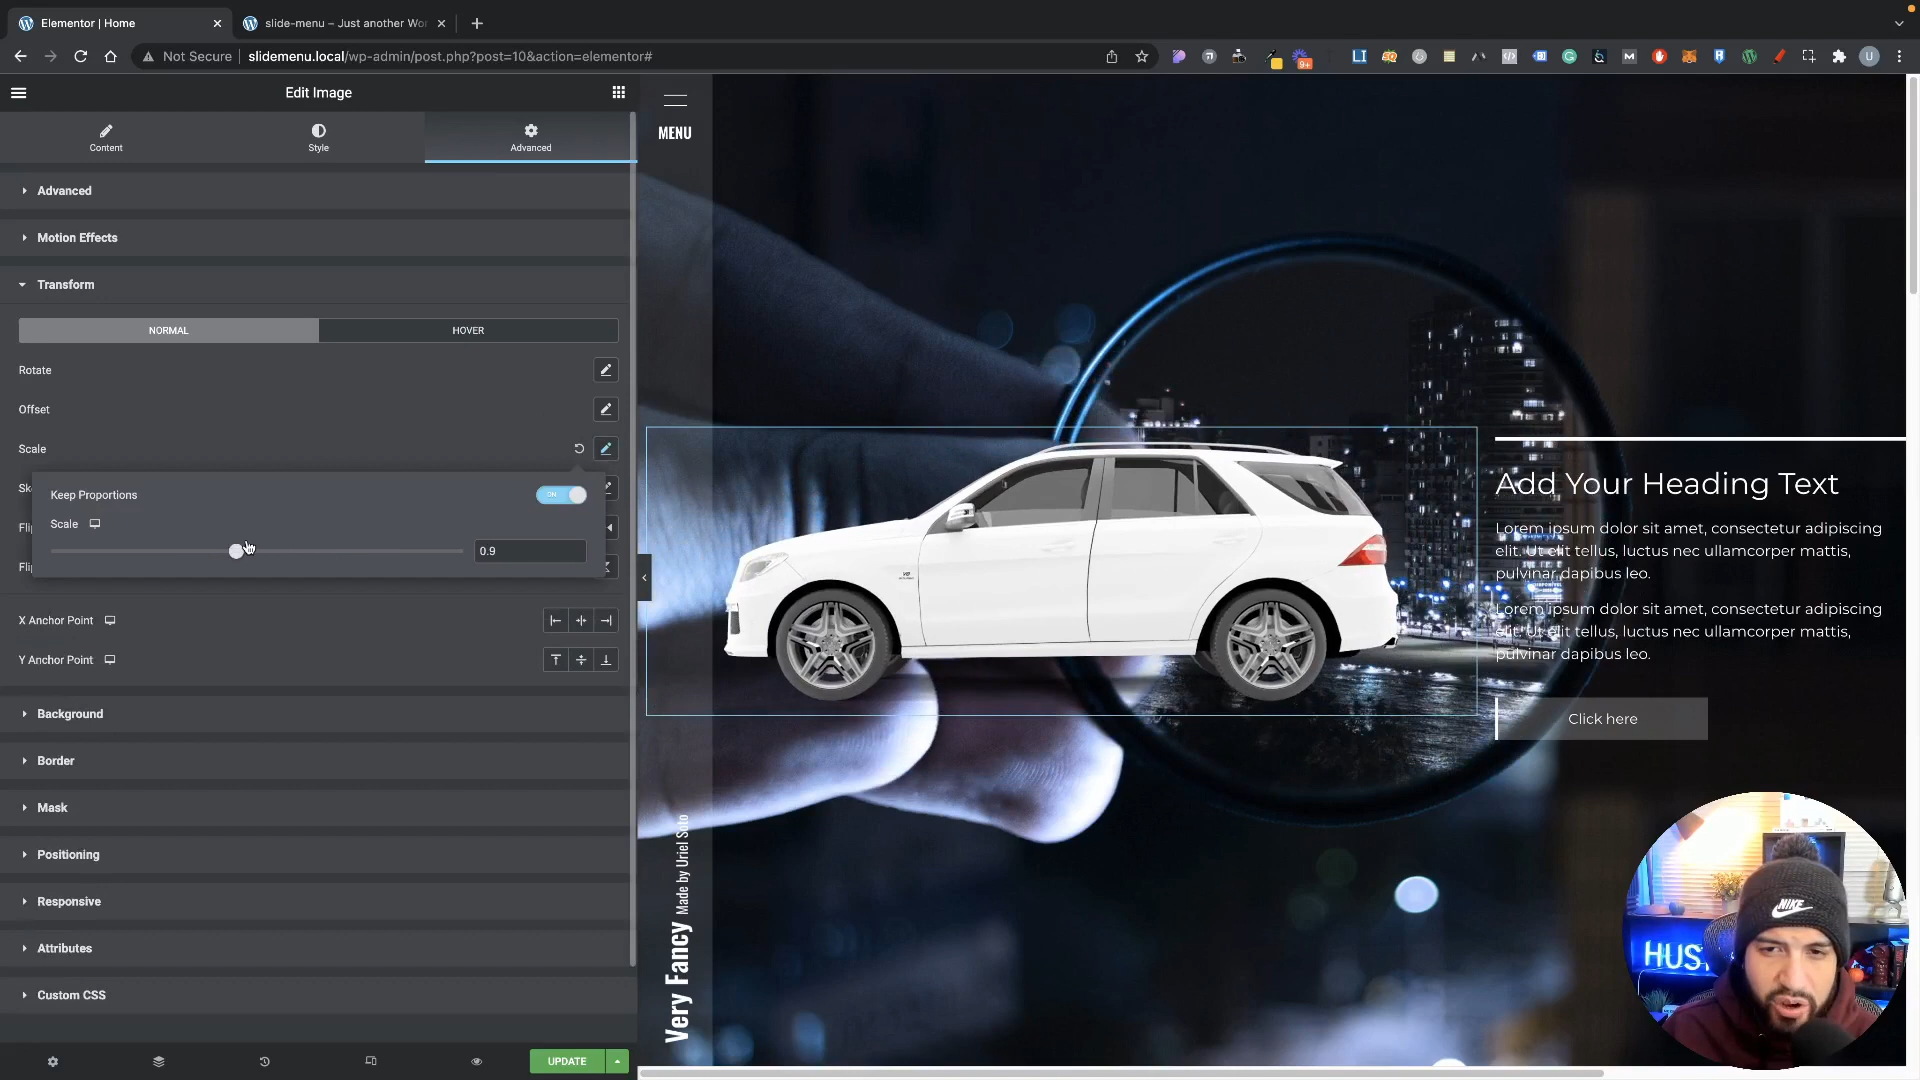 Elementor | Home
slide-menu – Just another Wor
Not Secure
slidemenu.local/wp-admin/post.php?post=10&action=elementor#
9+
Edit Image
Content
Style
Advanced
Advanced
Motion Effects
Transform
NORMAL
HOVER
Rotate
Offset
Scale
Sk
Keep Proportions
ON
Scale
0.9
Flip
Flip
X Anchor Point
Y Anchor Point
Background
Border
Mask
Positioning
Responsive
Attributes
Custom CSS
UPDATE
MENU
Very Fancy Made by Uriel Soto
Add Your Heading Text
Lorem ipsum dolor sit amet, consectetur adipiscing
elit. Ut elit tellus, luctus nec ullamcorper mattis,
pulvinar dapibus leo.
Lorem ipsum dolor sit amet, consectetur adipiscing
elit. Ut elit tellus, luctus nec ullamcorper mattis,
pulvinar dapibus leo.
Click here
NIKE
HUS